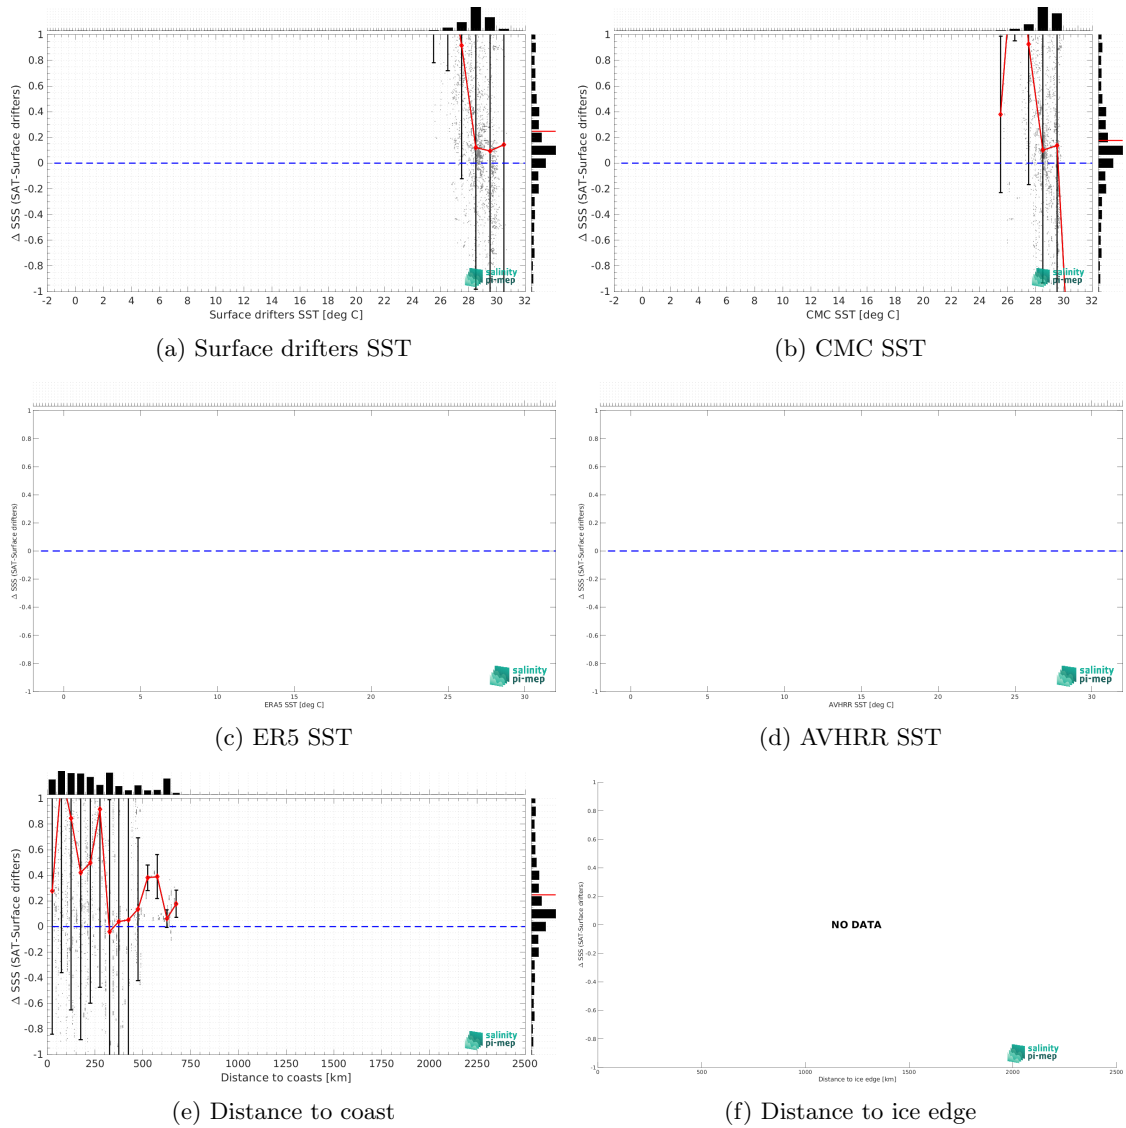 1
0.8
0.6
0.4
0.2
0
-0.2
-0.4
-0.6
-0.8
-1
Δ SSS (SAT-Surface drifters)
-2 0 2 4 6 8 10 12 14 16 18 20 22 24 26 28 30 32
Surface drifters SST [deg C]
salinity
pi-mep
(a) Surface drifters SST
1
0.8
0.6
0.4
0.2
0
-0.2
-0.4
-0.6
-0.8
-1
Δ SSS (SAT-Surface drifters)
-2 0 2 4 6 8 10 12 14 16 18 20 22 24 26 28 30 32
CMC SST [deg C]
salinity
pi-mep
(b) CMC SST
1
0.8
0.6
0.4
0.2
0
-0.2
-0.4
-0.6
-0.8
-1
Δ SSS (SAT-Surface drifters)
0 5 10 15 20 25 30
ERA5 SST [deg C]
salinity
pi-mep
(c) ER5 SST
1
0.8
0.6
0.4
0.2
0
-0.2
-0.4
-0.6
-0.8
-1
Δ SSS (SAT-Surface drifters)
0 5 10 15 20 25 30
AVHRR SST [deg C]
salinity
pi-mep
(d) AVHRR SST
1
0.8
0.6
0.4
0.2
0
-0.2
-0.4
-0.6
-0.8
-1
Δ SSS (SAT-Surface drifters)
0 250 500 750 1000 1250 1500 1750 2000 2250 2500
Distance to coasts [km]
salinity
pi-mep
(e) Distance to coast
1
0.8
0.6
0.4
0.2
0
-0.2
-0.4
-0.6
-0.8
-1
Δ SSS (SAT-Surface drifters)
NO DATA
0 500 1000 1500 2000 2500
Distance to ice edge [km]
salinity
pi-mep
(f) Distance to ice edge